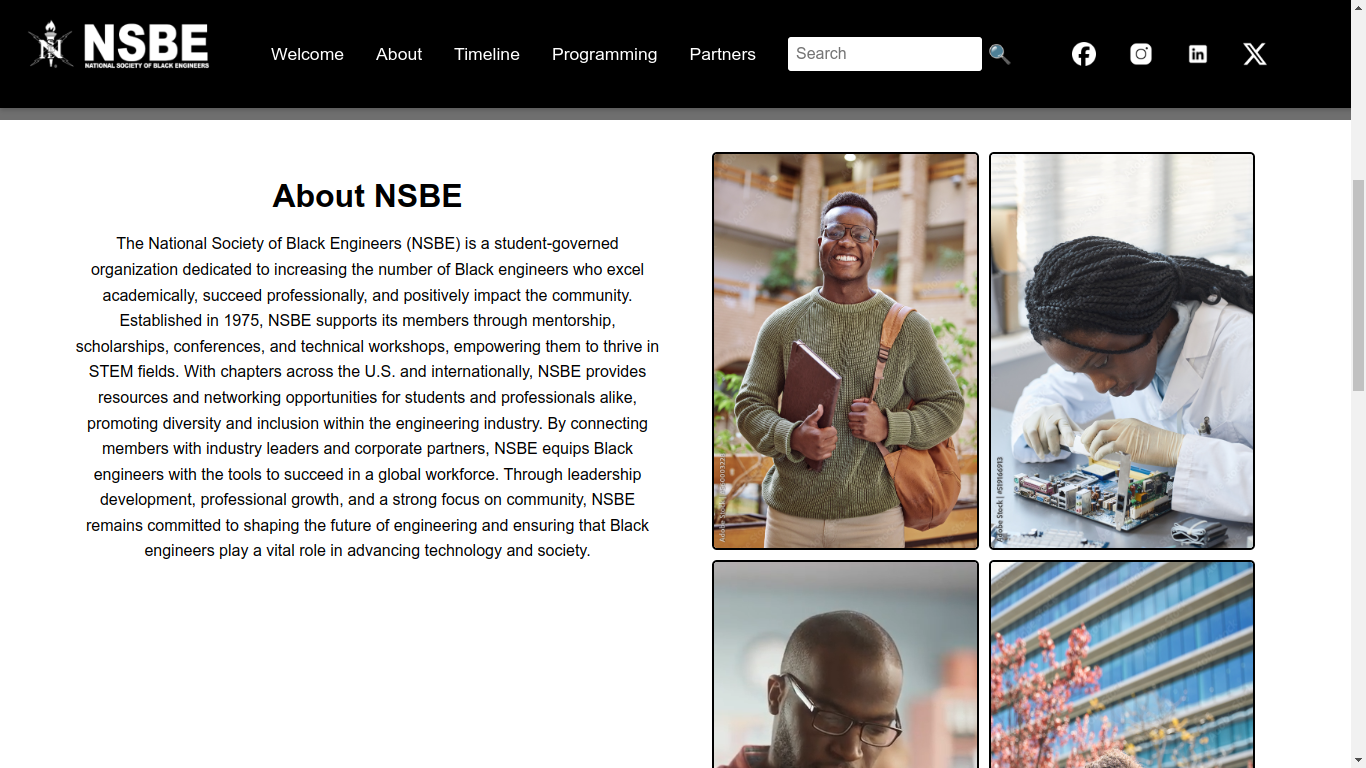 NSBE
NATIONAL SOCIETY OF BLACK ENGINEERS
Welcome
About
Timeline
Programming
Partners
Search
About NSBE
The National Society of Black Engineers (NSBE) is a student-governed
organization dedicated to increasing the number of Black engineers who excel
academically, succeed professionally, and positively impact the community.
Established in 1975, NSBE supports its members through mentorship,
scholarships, conferences, and technical workshops, empowering them to thrive in
STEM fields. With chapters across the U.S. and internationally, NSBE provides
resources and networking opportunities for students and professionals alike,
promoting diversity and inclusion within the engineering industry. By connecting
members with industry leaders and corporate partners, NSBE equips Black
engineers with the tools to succeed in a global workforce. Through leadership
development, professional growth, and a strong focus on community, NSBE
remains committed to shaping the future of engineering and ensuring that Black
engineers play a vital role in advancing technology and society.
Adobe Stock
Adobe Stock | #519166913